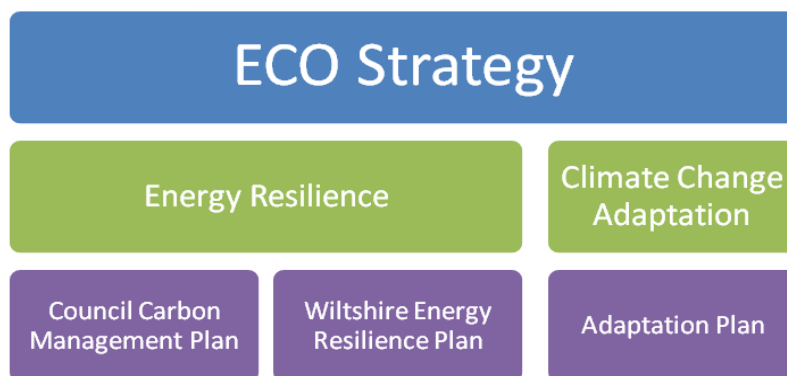 ECO Strategy
Energy Resilience
Climate Change
Adaptation
Council Carbon
Management Plan
Wiltshire Energy
Resilience Plan
Adaptation Plan